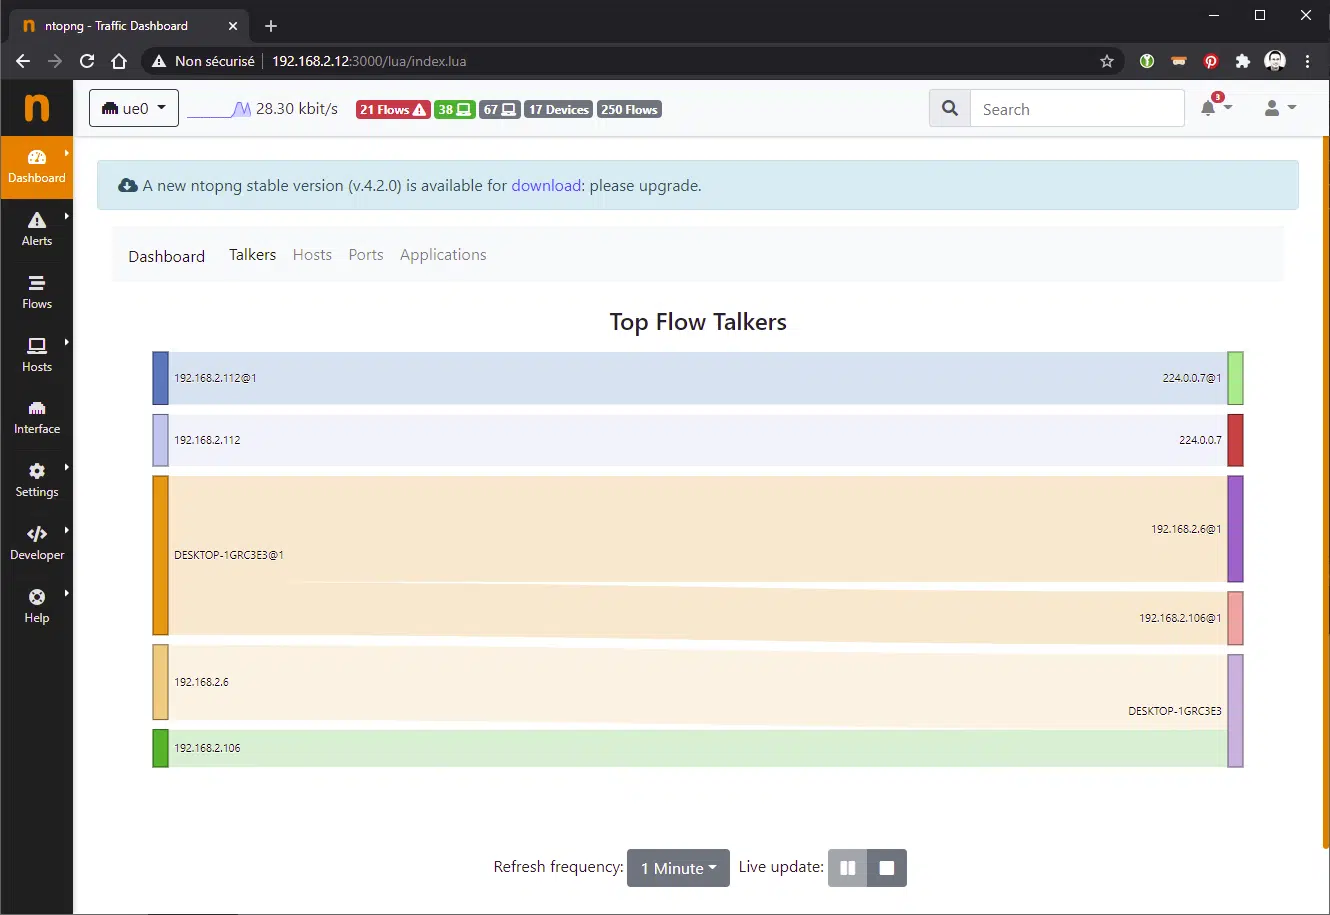 ntopng - Traffic Dashboard
Non sécurisé 192.168.2.12:3000/lua/index.lua
n
ue0 28.30 kbit/s 21 Flows 38 67 17 Devices 250 Flows Search 3
Dashboard
Alerts
Flows
Hosts
Interface
Settings
Developer
Help
A new ntopng stable version (v.4.2.0) is available for download: please upgrade.
Dashboard Talkers Hosts Ports Applications
Top Flow Talkers
192.168.2.112@1 224.0.0.7@1
192.168.2.112 224.0.0.7
192.168.2.6@1
DESKTOP-1GRC3E3@1
192.168.2.106@1
192.168.2.6
DESKTOP-1GRC3E3
192.168.2.106
Refresh frequency: 1 Minute Live update: